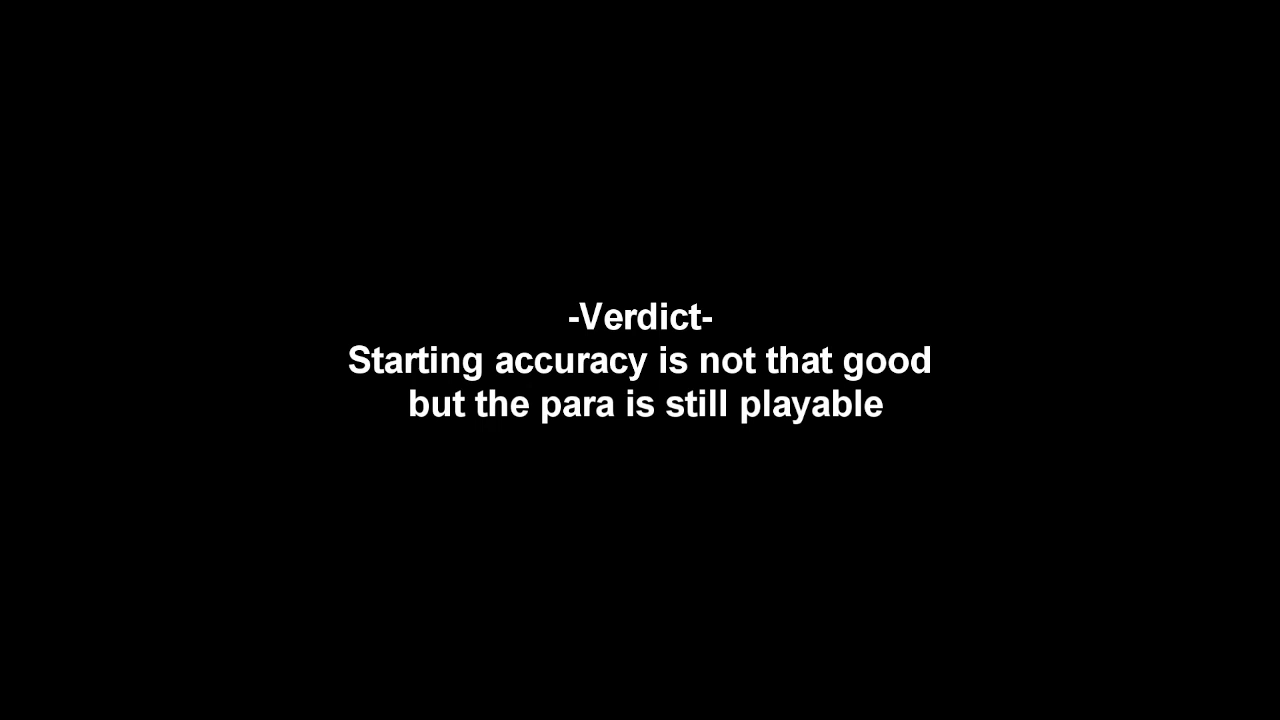 -Verdict-
Starting accuracy is not that good
but the para is still playable